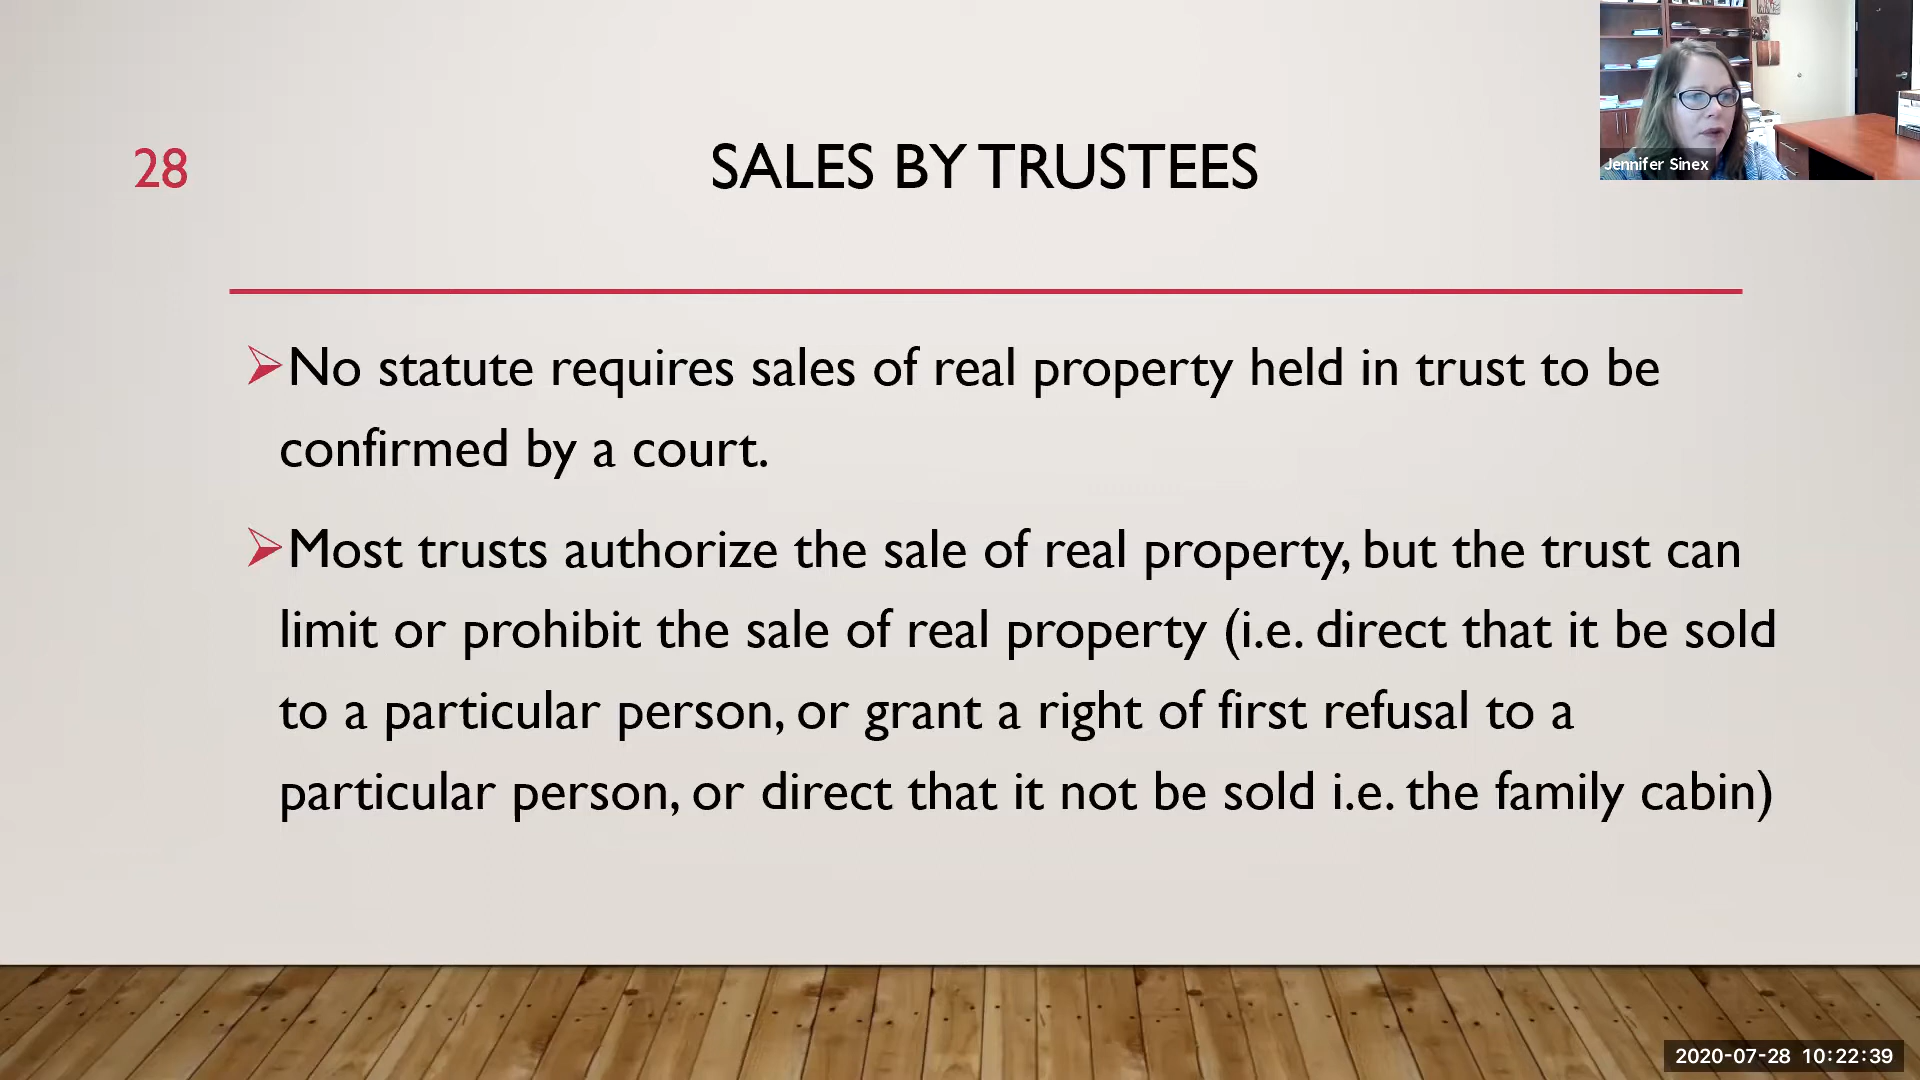 28
SALES BY TRUSTEES
Jennifer Sinex
No statute requires sales of real property held in trust to be
confirmed by a court.
Most trusts authorize the sale of real property, but the trust can
limit or prohibit the sale of real property (i.e. direct that it be sold
to a particular person, or grant a right of first refusal to a
particular person, or direct that it not be sold i.e. the family cabin)
2020-07-28 10:22:39